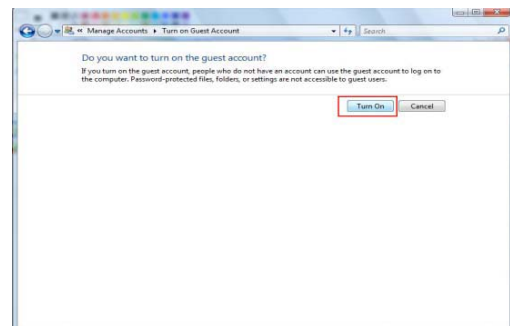 « Manage Accounts ▸ Turn on Guest Account
Search
Do you want to turn on the guest account?
If you turn on the guest account, people who do not have an account can use the guest account to log on to
the computer. Password-protected files, folders, or settings are not accessible to guest users.
Turn On Cancel